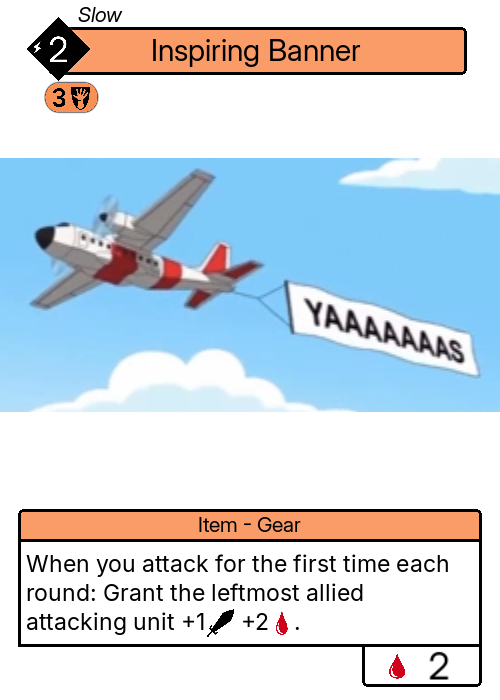 Slow
2
Inspiring Banner
3
YAAAAAAAS
Item - Gear
When you attack for the first time each
round: Grant the leftmost allied
attacking unit +1 +2 .
2